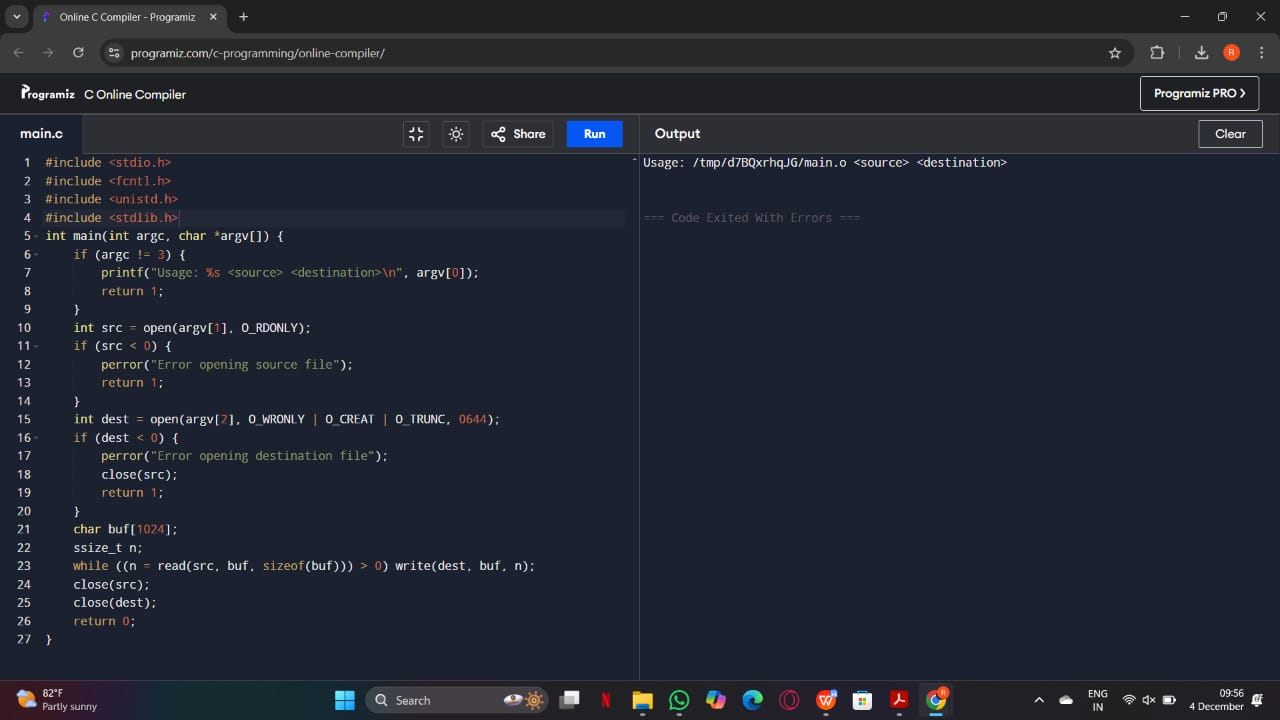 Online C Compiler - Programiz
programiz.com/c-programming/online-compiler/
R
Programiz C Online Compiler
Programiz PRO
main.c
Share
Run
Output
Clear
1 #include <stdio.h>
2 #include <fcntl.h>
3 #include <unistd.h>
4 #include <stdlib.h>
5 int main(int argc, char *argv[]) {
6 if (argc != 3) {
7 printf("Usage: %s <source> <destination>\n", argv[0]);
8 return 1;
9 }
10 int src = open(argv[1], O_RDONLY);
11 if (src < 0) {
12 perror("Error opening source file");
13 return 1;
14 }
15 int dest = open(argv[2], O_WRONLY | O_CREAT | O_TRUNC, 0644);
16 if (dest < 0) {
17 perror("Error opening destination file");
18 close(src);
19 return 1;
20 }
21 char buf[1024];
22 ssize_t n;
23 while ((n = read(src, buf, sizeof(buf))) > 0) write(dest, buf, n);
24 close(src);
25 close(dest);
26 return 0;
27 }
Usage: /tmp/d7BQxrhqJG/main.o <source> <destination>
=== Code Exited With Errors ===
82°F
Partly sunny
Search
ENG
IN
09:56
4 December